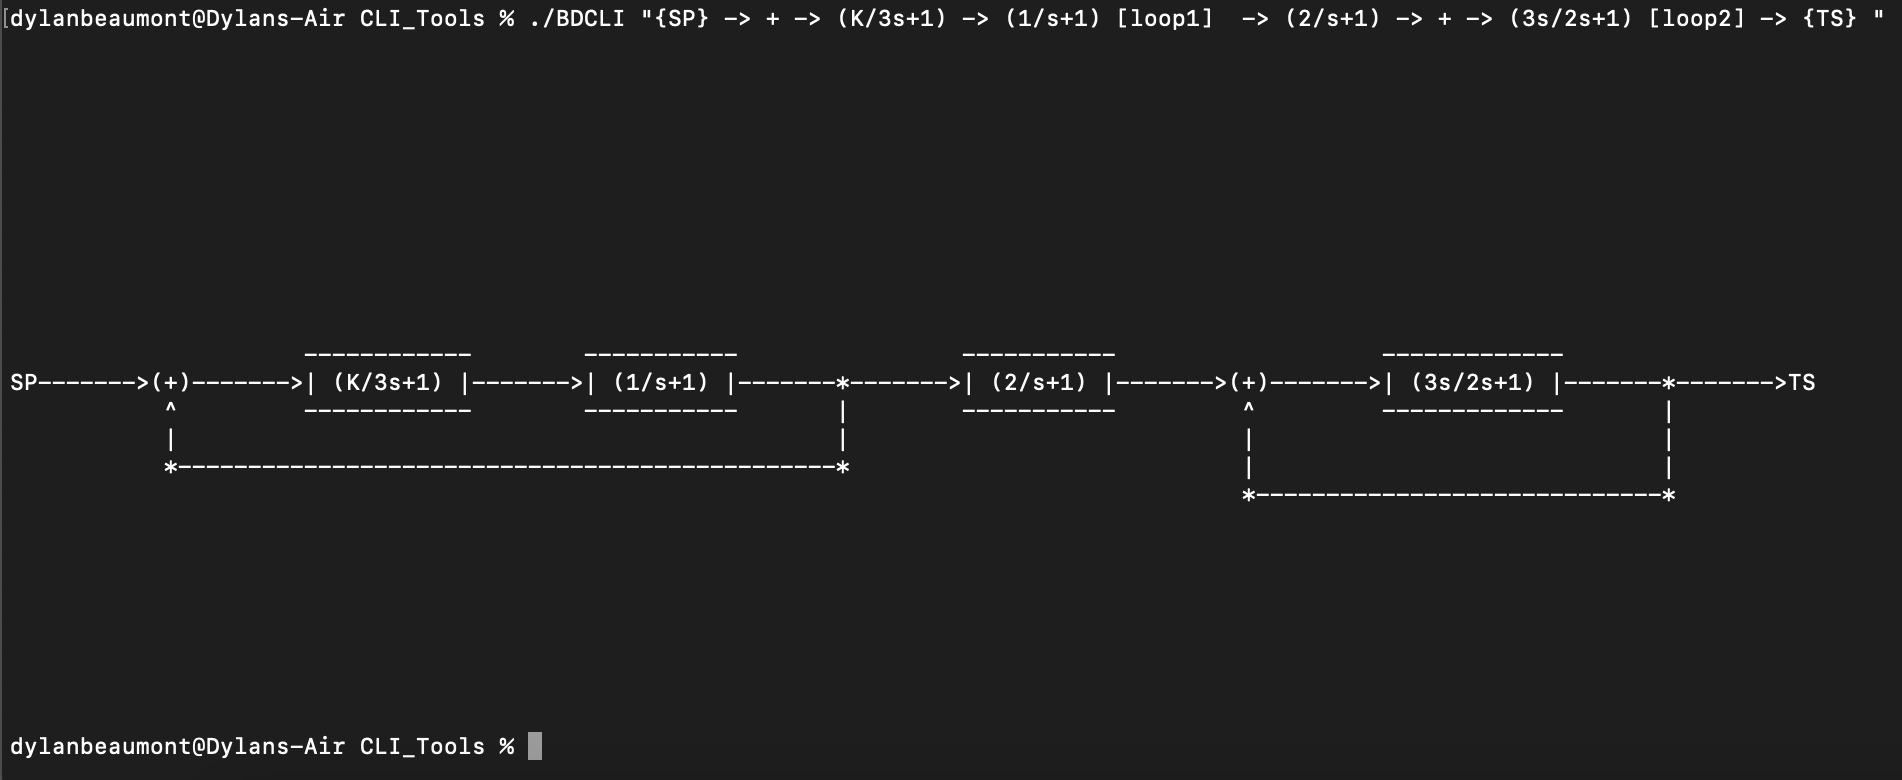 dylanbeaumont@Dylans-Air CLI_Tools % ./BDCLI "{SP} -> + -> (K/3s+1) -> (1/s+1) [loop1]  -> (2/s+1) -> + -> (3s/2s+1) [loop2] -> {TS} "
                     ------------        -----------                -----------                   -------------
SP------->(+)------->| (K/3s+1) |------->| (1/s+1) |-------*------->| (2/s+1) |------->(+)------->| (3s/2s+1) |-------*------->TS
           ^         ------------        -----------       |        -----------         ^         -------------       |
           |                                               |                            |                             |
           *-----------------------------------------------*                            |                             |
                                                                                        *-----------------------------*
dylanbeaumont@Dylans-Air CLI_Tools %